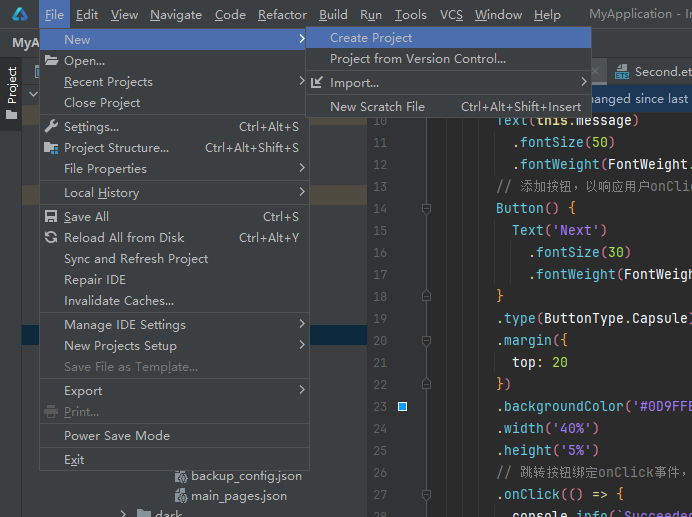 File Edit View Navigate Code Refactor Build Run Tools VCS Window Help MyApplication - In
MyA
New
Create Project
Open...
Project from Version Control...
Recent Projects
Import...
Second.et
Close Project
New Scratch File Ctrl+Alt+Shift+Insert
hanged since last
Project
Settings... Ctrl+Alt+S
Project Structure... Ctrl+Alt+Shift+S
File Properties
Local History
Save All Ctrl+S
Reload All from Disk Ctrl+Alt+Y
Sync and Refresh Project
Repair IDE
Invalidate Caches...
Manage IDE Settings
New Projects Setup
Save File as Template...
Export
Print...
Power Save Mode
Exit
backup_config.json
main_pages.json
dark
10 Text(this.message)
11 .fontSize(50)
12 .fontWeight(FontWeight.
13 // 添加按钮，以响应用户onClic
14 Button() {
15 Text('Next')
16 .fontSize(30)
17 .fontWeight(FontWeig
18 }
19 .type(ButtonType.Capsule)
20 .margin({
21 top: 20
22 })
23 .backgroundColor('#0D9FFB
24 .width('40%')
25 .height('5%')
26 // 跳转按钮绑定onClick事件，
27 .onClick(() => {
28 console.info(`Succeeded